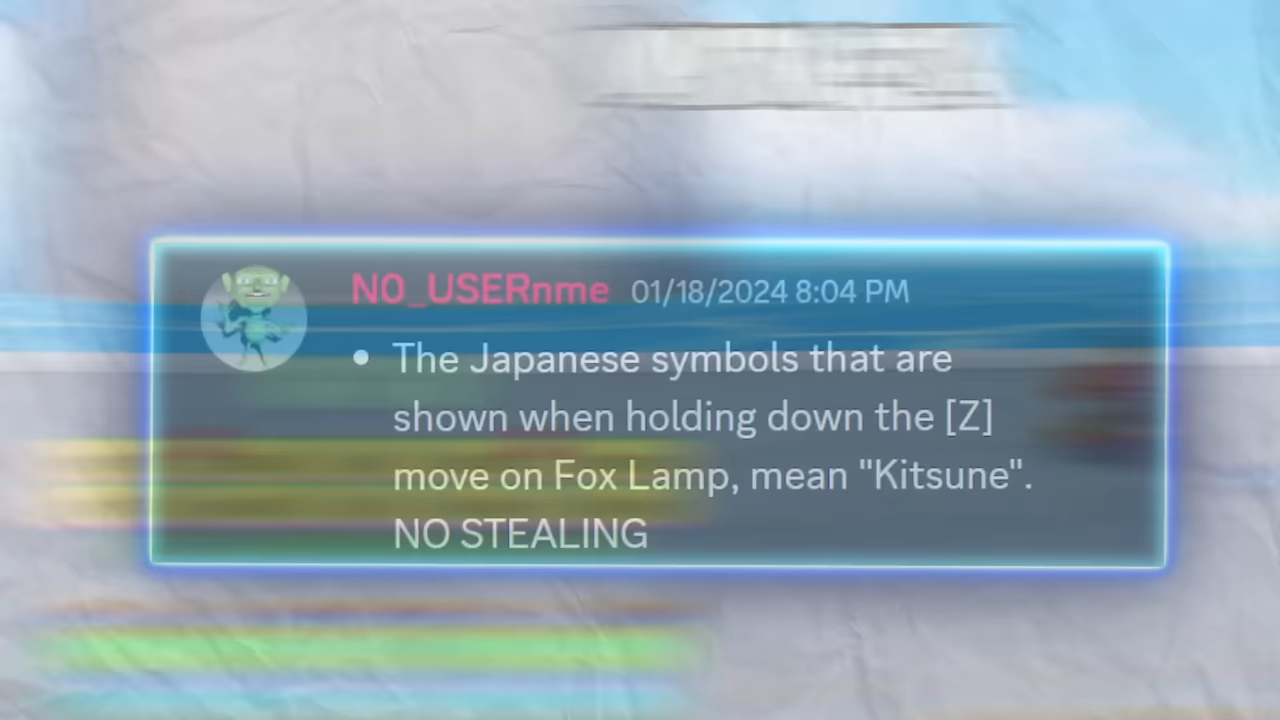 NO_USERnme 01/18/2024 8:04 PM
• The Japanese symbols that are
shown when holding down the [Z]
move on Fox Lamp, mean "Kitsune".
NO STEALING